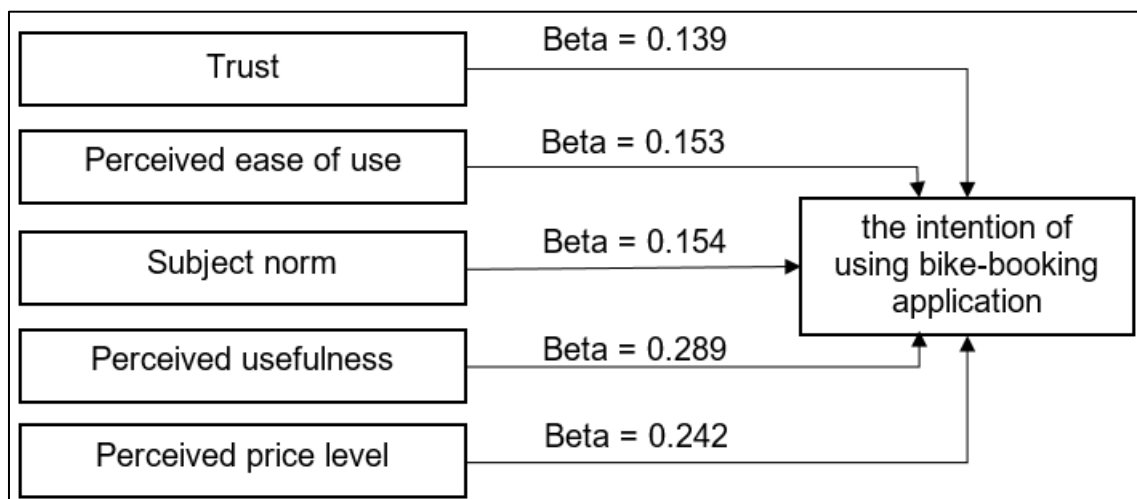 Trust
Beta = 0.139
Perceived ease of use
Beta = 0.153
Subject norm
Beta = 0.154
the intention of
using bike-booking
application
Perceived usefulness
Beta = 0.289
Perceived price level
Beta = 0.242